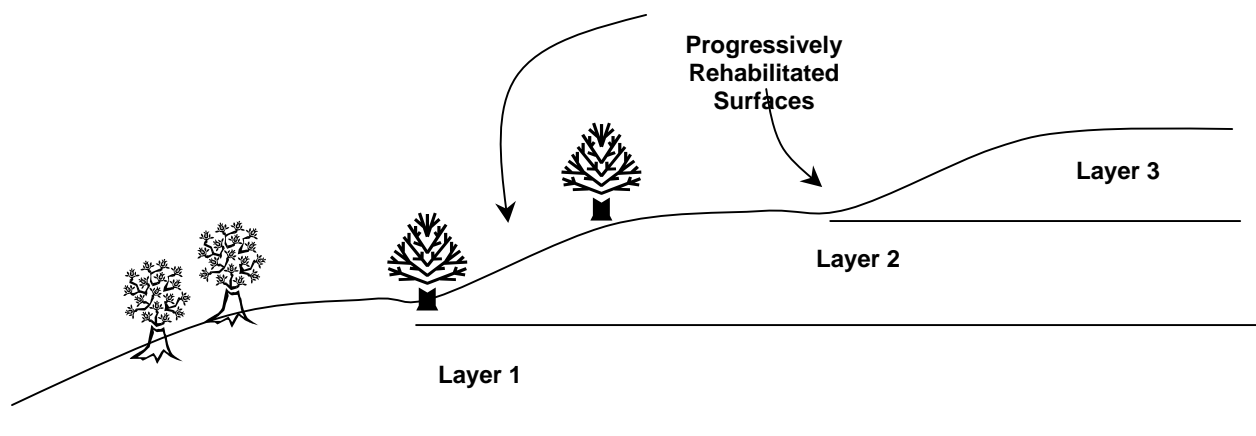 Progressively
Rehabilitated
Surfaces
Layer 3
Layer 2
Layer 1